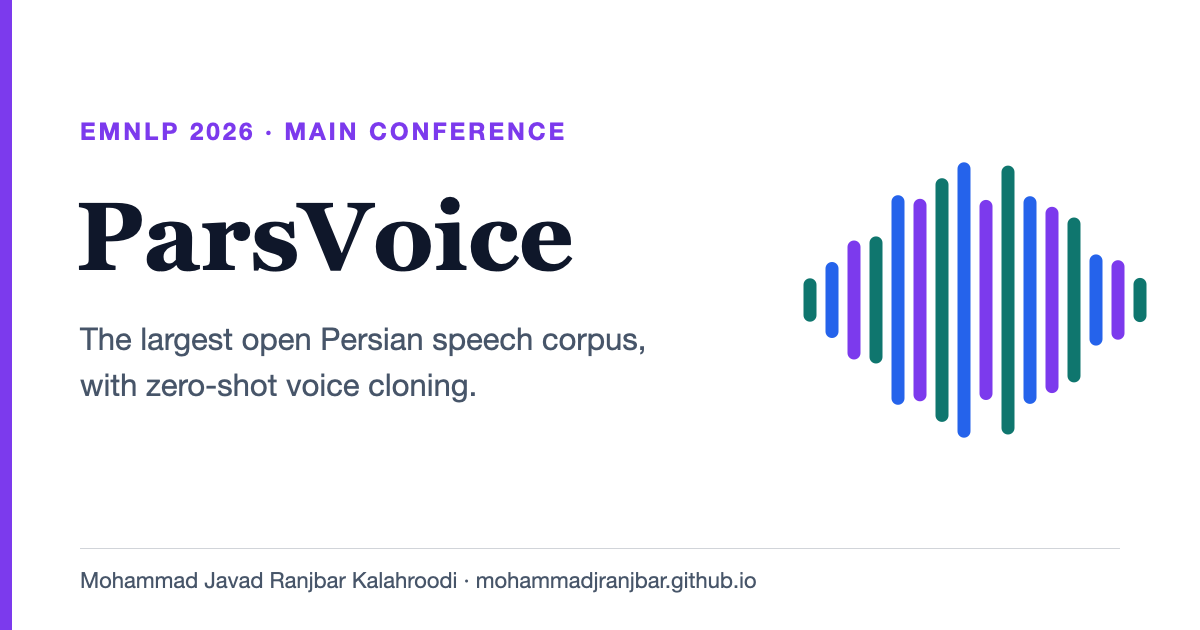 EMNLP 2026 · MAIN CONFERENCE
ParsVoice
The largest open Persian speech corpus,
with zero-shot voice cloning.
Mohammad Javad Ranjbar Kalahroodi · mohammadjranjbar.github.io